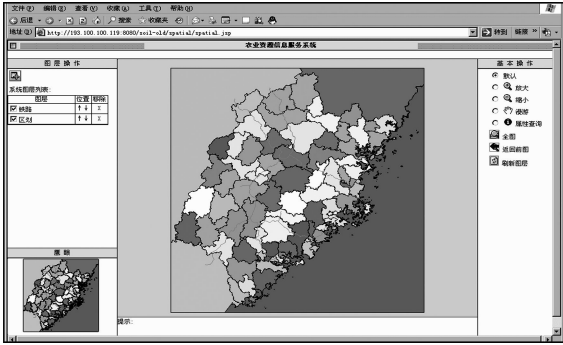 文件(F) 编辑(E) 查看(V) 收藏(A) 工具(T) 帮助(H)
后退 搜索 收藏夹
地址(D) http://193.100.100.119:8080/soil-old/spatial/spatial.jsp 转到 链接 »
农业资源信息服务系统
图 层 操 作
系统图层列表:
图层 位置 移除
铁路 ↑ ↓ X
区划 ↑ ↓ X
鹰 眼
提示:
基 本 操 作
默认
放大
缩小
漫游
属性查询
全图
返回前图
刷新图层